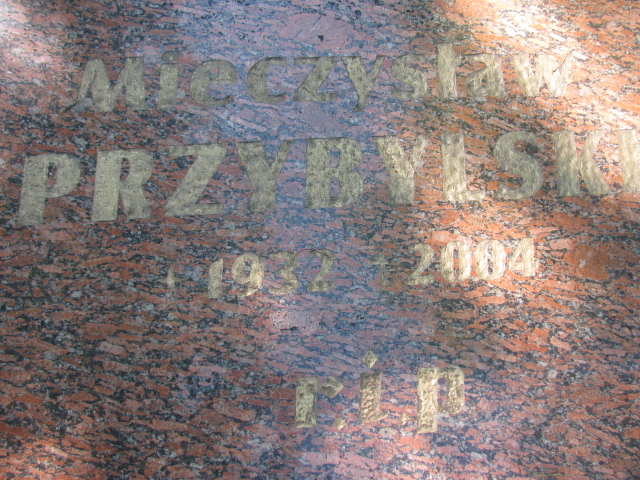 Mieczysław
PRZYBYLSKI
* 1932 † 2004
r.i.p